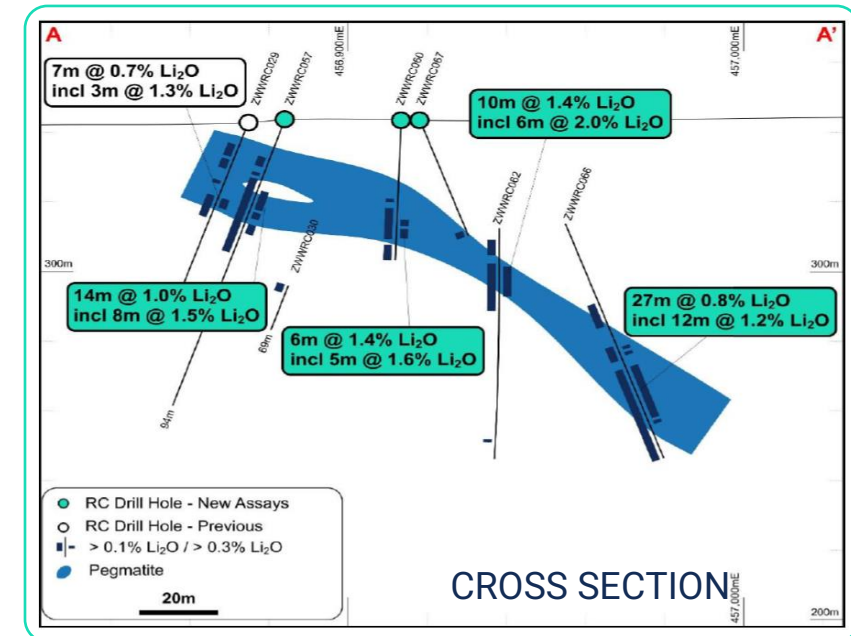 A
A'
456,900mE
457,000mE
7m @ 0.7% Li₂O
incl 3m @ 1.3% Li₂O
ZWWRC029
ZWWRC057
ZWWRC050
ZWWRC067
10m @ 1.4% Li₂O
incl 6m @ 2.0% Li₂O
ZWWRC062
ZWWRC066
ZWWRC030
300m
300m
14m @ 1.0% Li₂O
incl 8m @ 1.5% Li₂O
27m @ 0.8% Li₂O
incl 12m @ 1.2% Li₂O
6m @ 1.4% Li₂O
incl 5m @ 1.6% Li₂O
69m
94m
RC Drill Hole - New Assays
RC Drill Hole - Previous
> 0.1% Li₂O / > 0.3% Li₂O
Pegmatite
20m
CROSS SECTION
457,000mE
200m